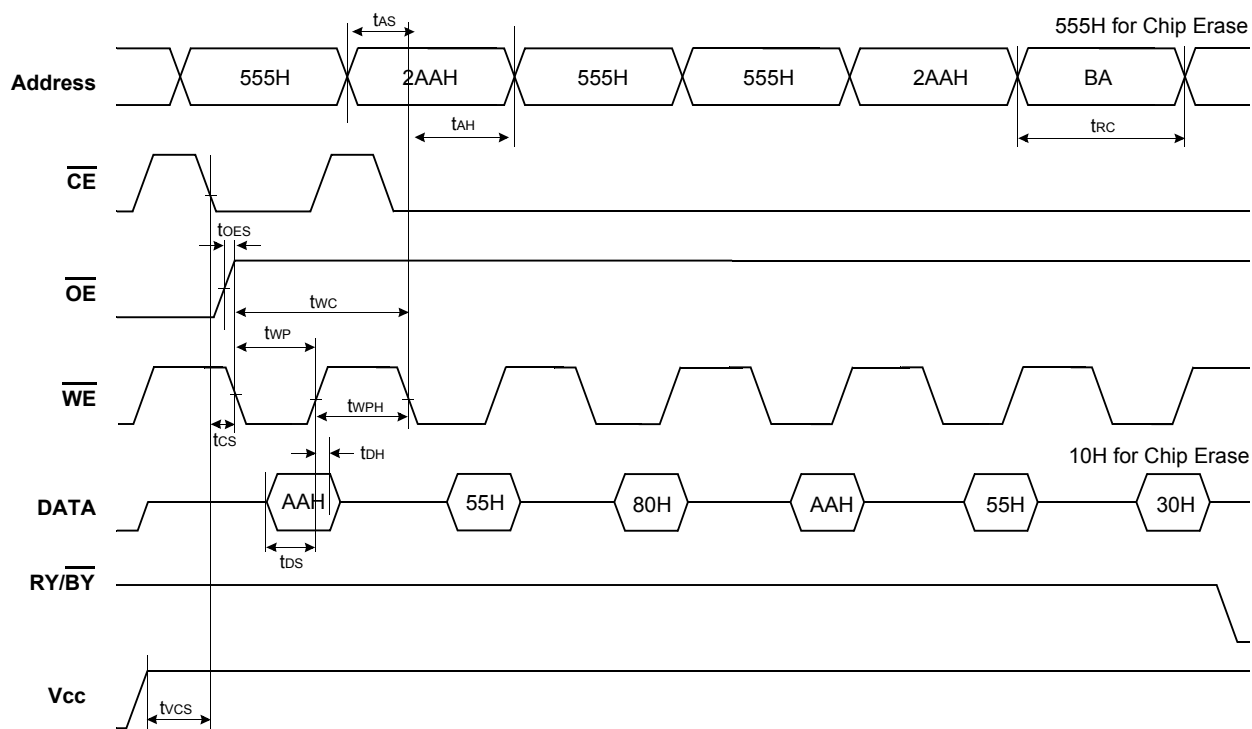 tAS
555H for Chip Erase
Address
555H
2AAH
555H
555H
2AAH
BA
tAH
tRC
CE
tOES
OE
tWC
tWP
WE
tCS
tWPH
tDH
10H for Chip Erase
DATA
AAH
55H
80H
AAH
55H
30H
tDS
RY/BY
Vcc
tVCS